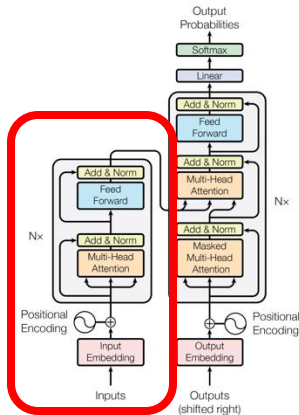 Output
Probabilities
Softmax
Linear
Add & Norm
Feed
Forward
Add & Norm
Multi-Head
Attention
Add & Norm
Masked
Multi-Head
Attention
N×
Positional
Encoding
Output
Embedding
Outputs
(shifted right)
Add & Norm
Feed
Forward
N×
Add & Norm
Multi-Head
Attention
Positional
Encoding
Input
Embedding
Inputs